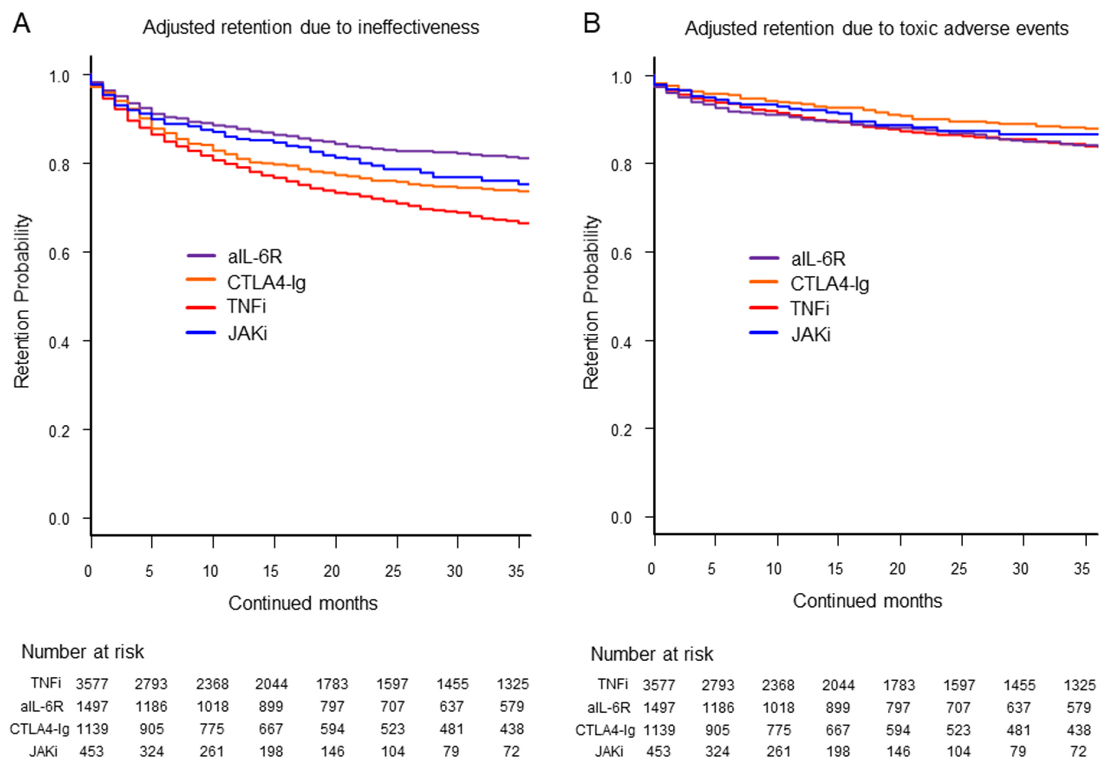 A
Adjusted retention due to ineffectiveness
1.0
0.8
0.6
0.4
0.2
0.0
Retention Probability
aIL-6R
CTLA4-Ig
TNFi
JAKi
0 5 10 15 20 25 30 35
Continued months
Number at risk
TNFi 3577 2793 2368 2044 1783 1597 1455 1325
aIL-6R 1497 1186 1018 899 797 707 637 579
CTLA4-Ig 1139 905 775 667 594 523 481 438
JAKi 453 324 261 198 146 104 79 72
B
Adjusted retention due to toxic adverse events
1.0
0.8
0.6
0.4
0.2
0.0
Retention Probability
aIL-6R
CTLA4-Ig
TNFi
JAKi
0 5 10 15 20 25 30 35
Continued months
Number at risk
TNFi 3577 2793 2368 2044 1783 1597 1455 1325
aIL-6R 1497 1186 1018 899 797 707 637 579
CTLA4-Ig 1139 905 775 667 594 523 481 438
JAKi 453 324 261 198 146 104 79 72